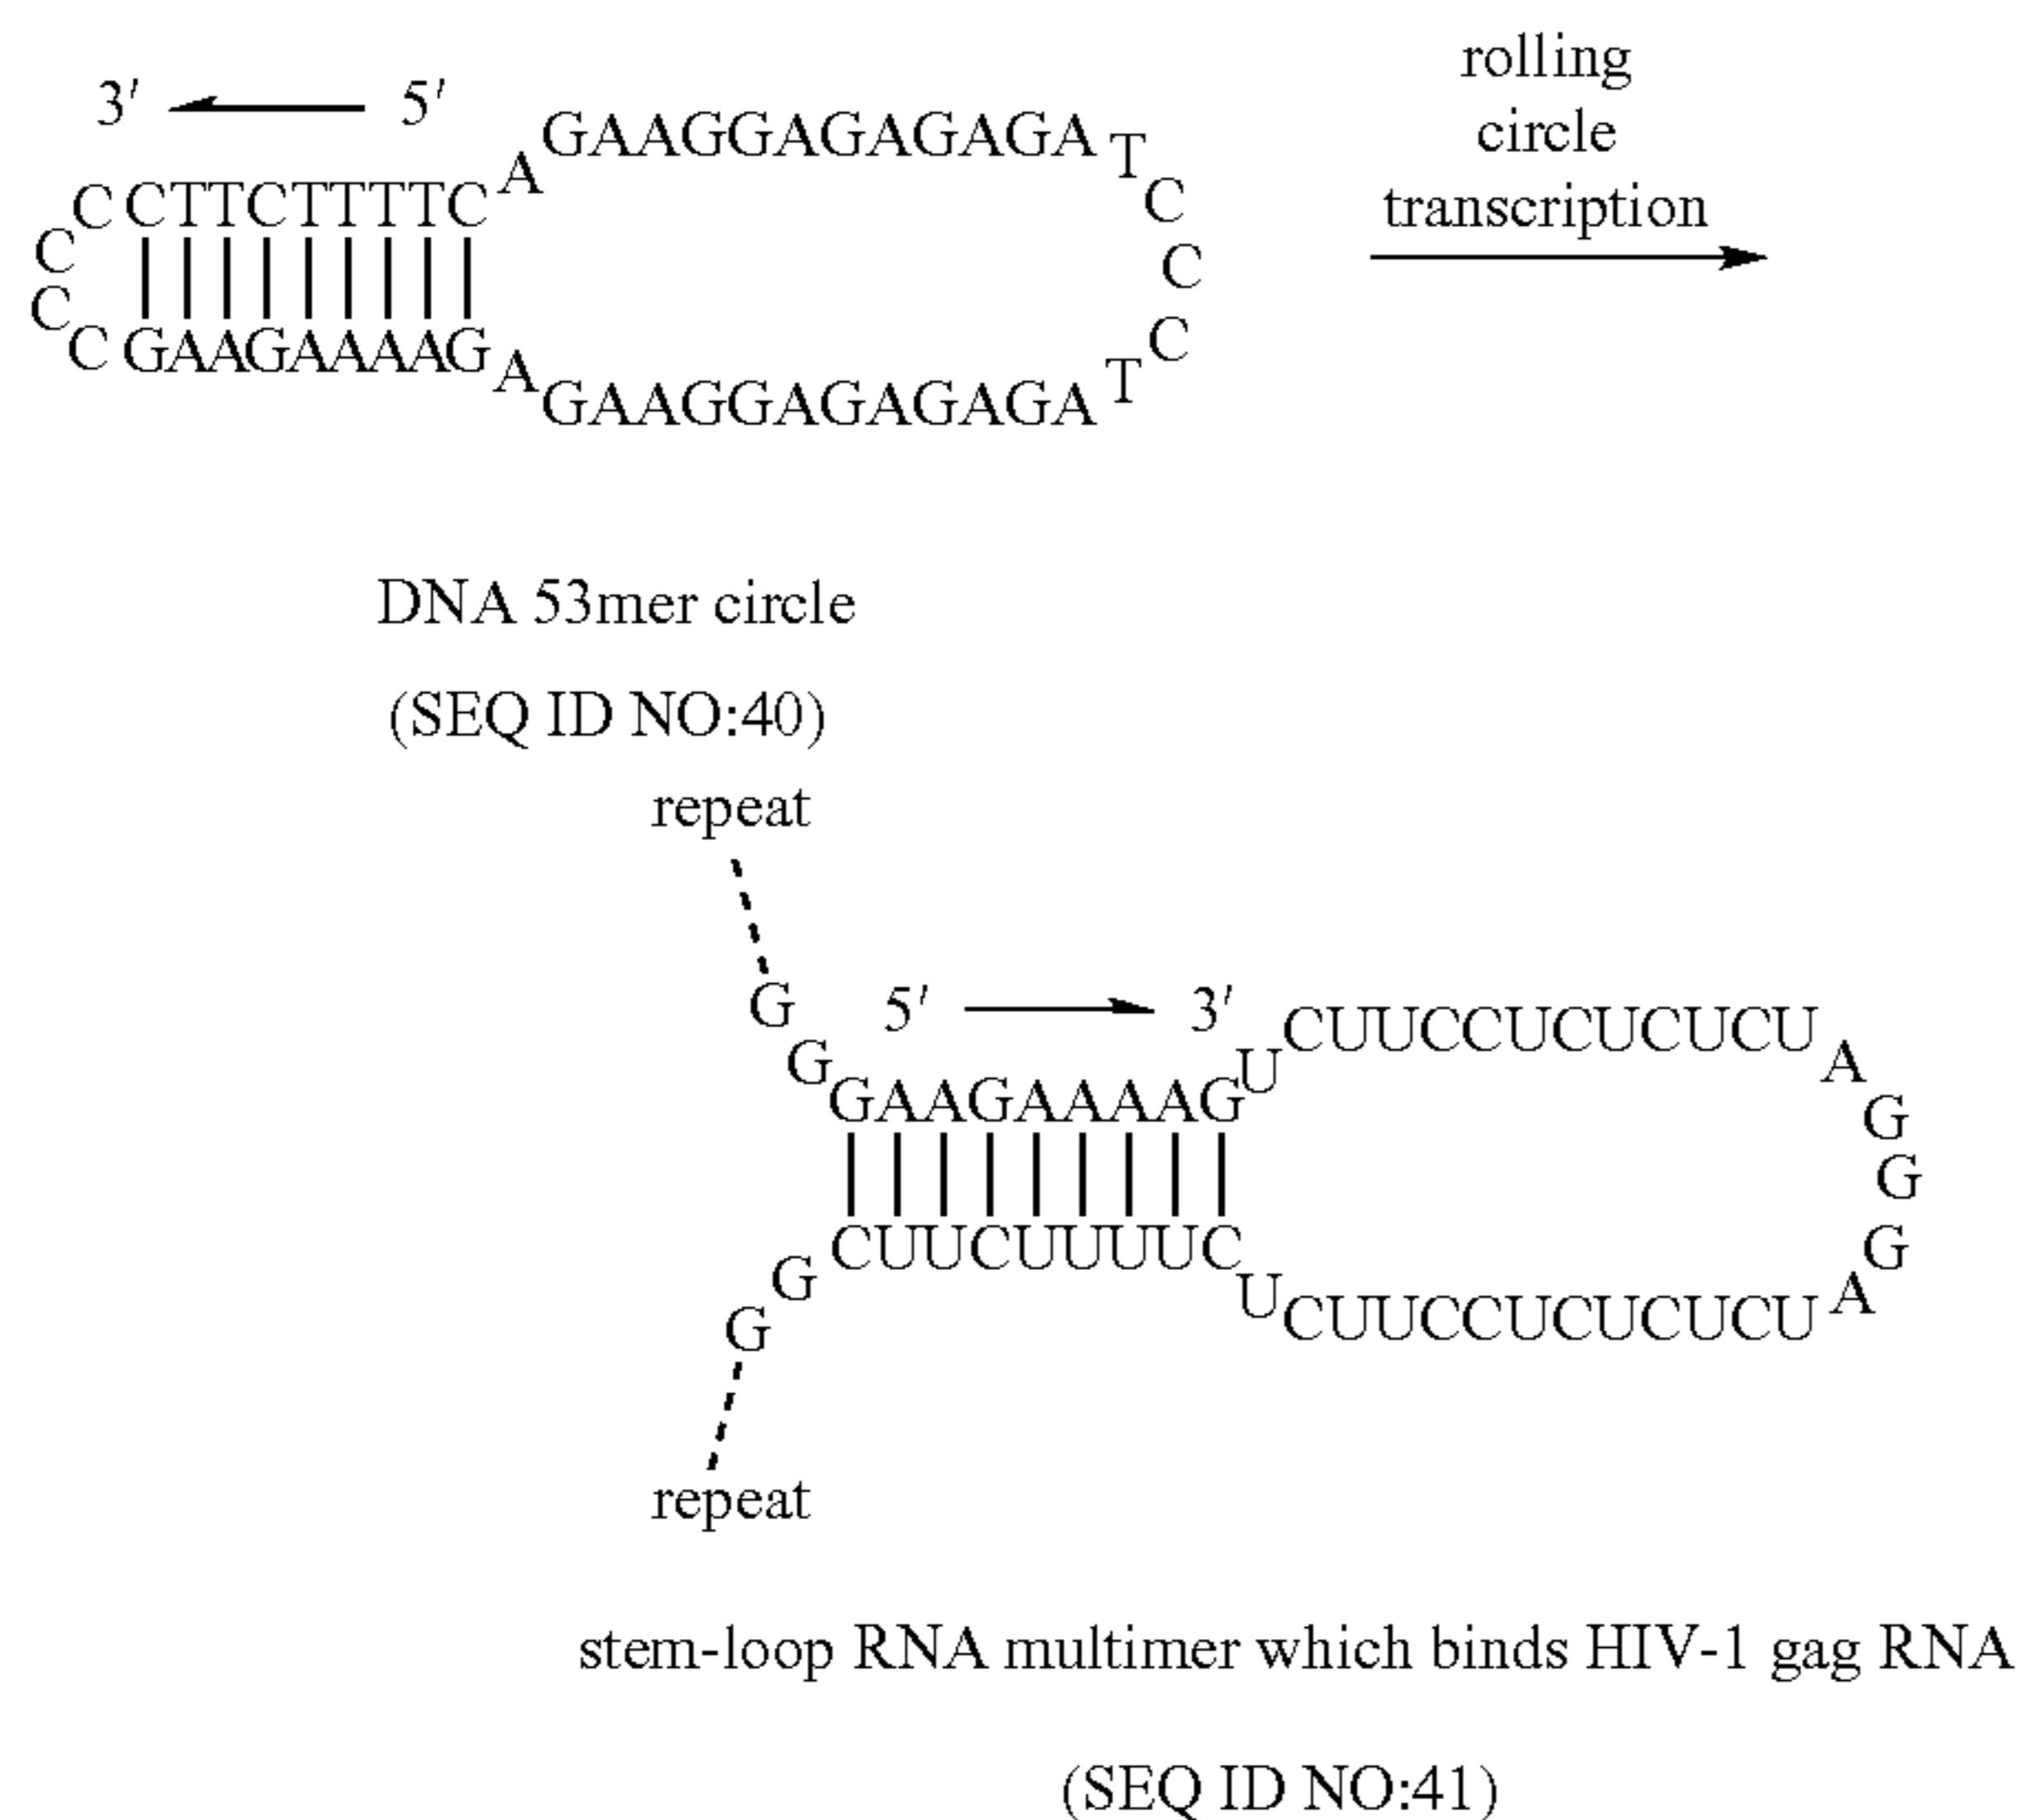 rolling
circle
transcription
3′ 5′
A GAAGGAGAGAGA T
C
C
C
T
C C CTTCTTTTC
C
C
C GAAGAAAAG A GAAGGAGAGAGA
DNA 53mer circle
(SEQ ID NO:40)
repeat
G
G
5′ 3′
GAAGAAAAG U CUUCCUCUCUCU A
G
G
G
A
G CUUCUUUUC U CUUCCUCUCUCU
G
repeat
stem-loop RNA multimer which binds HIV-1 gag RNA
(SEQ ID NO:41)